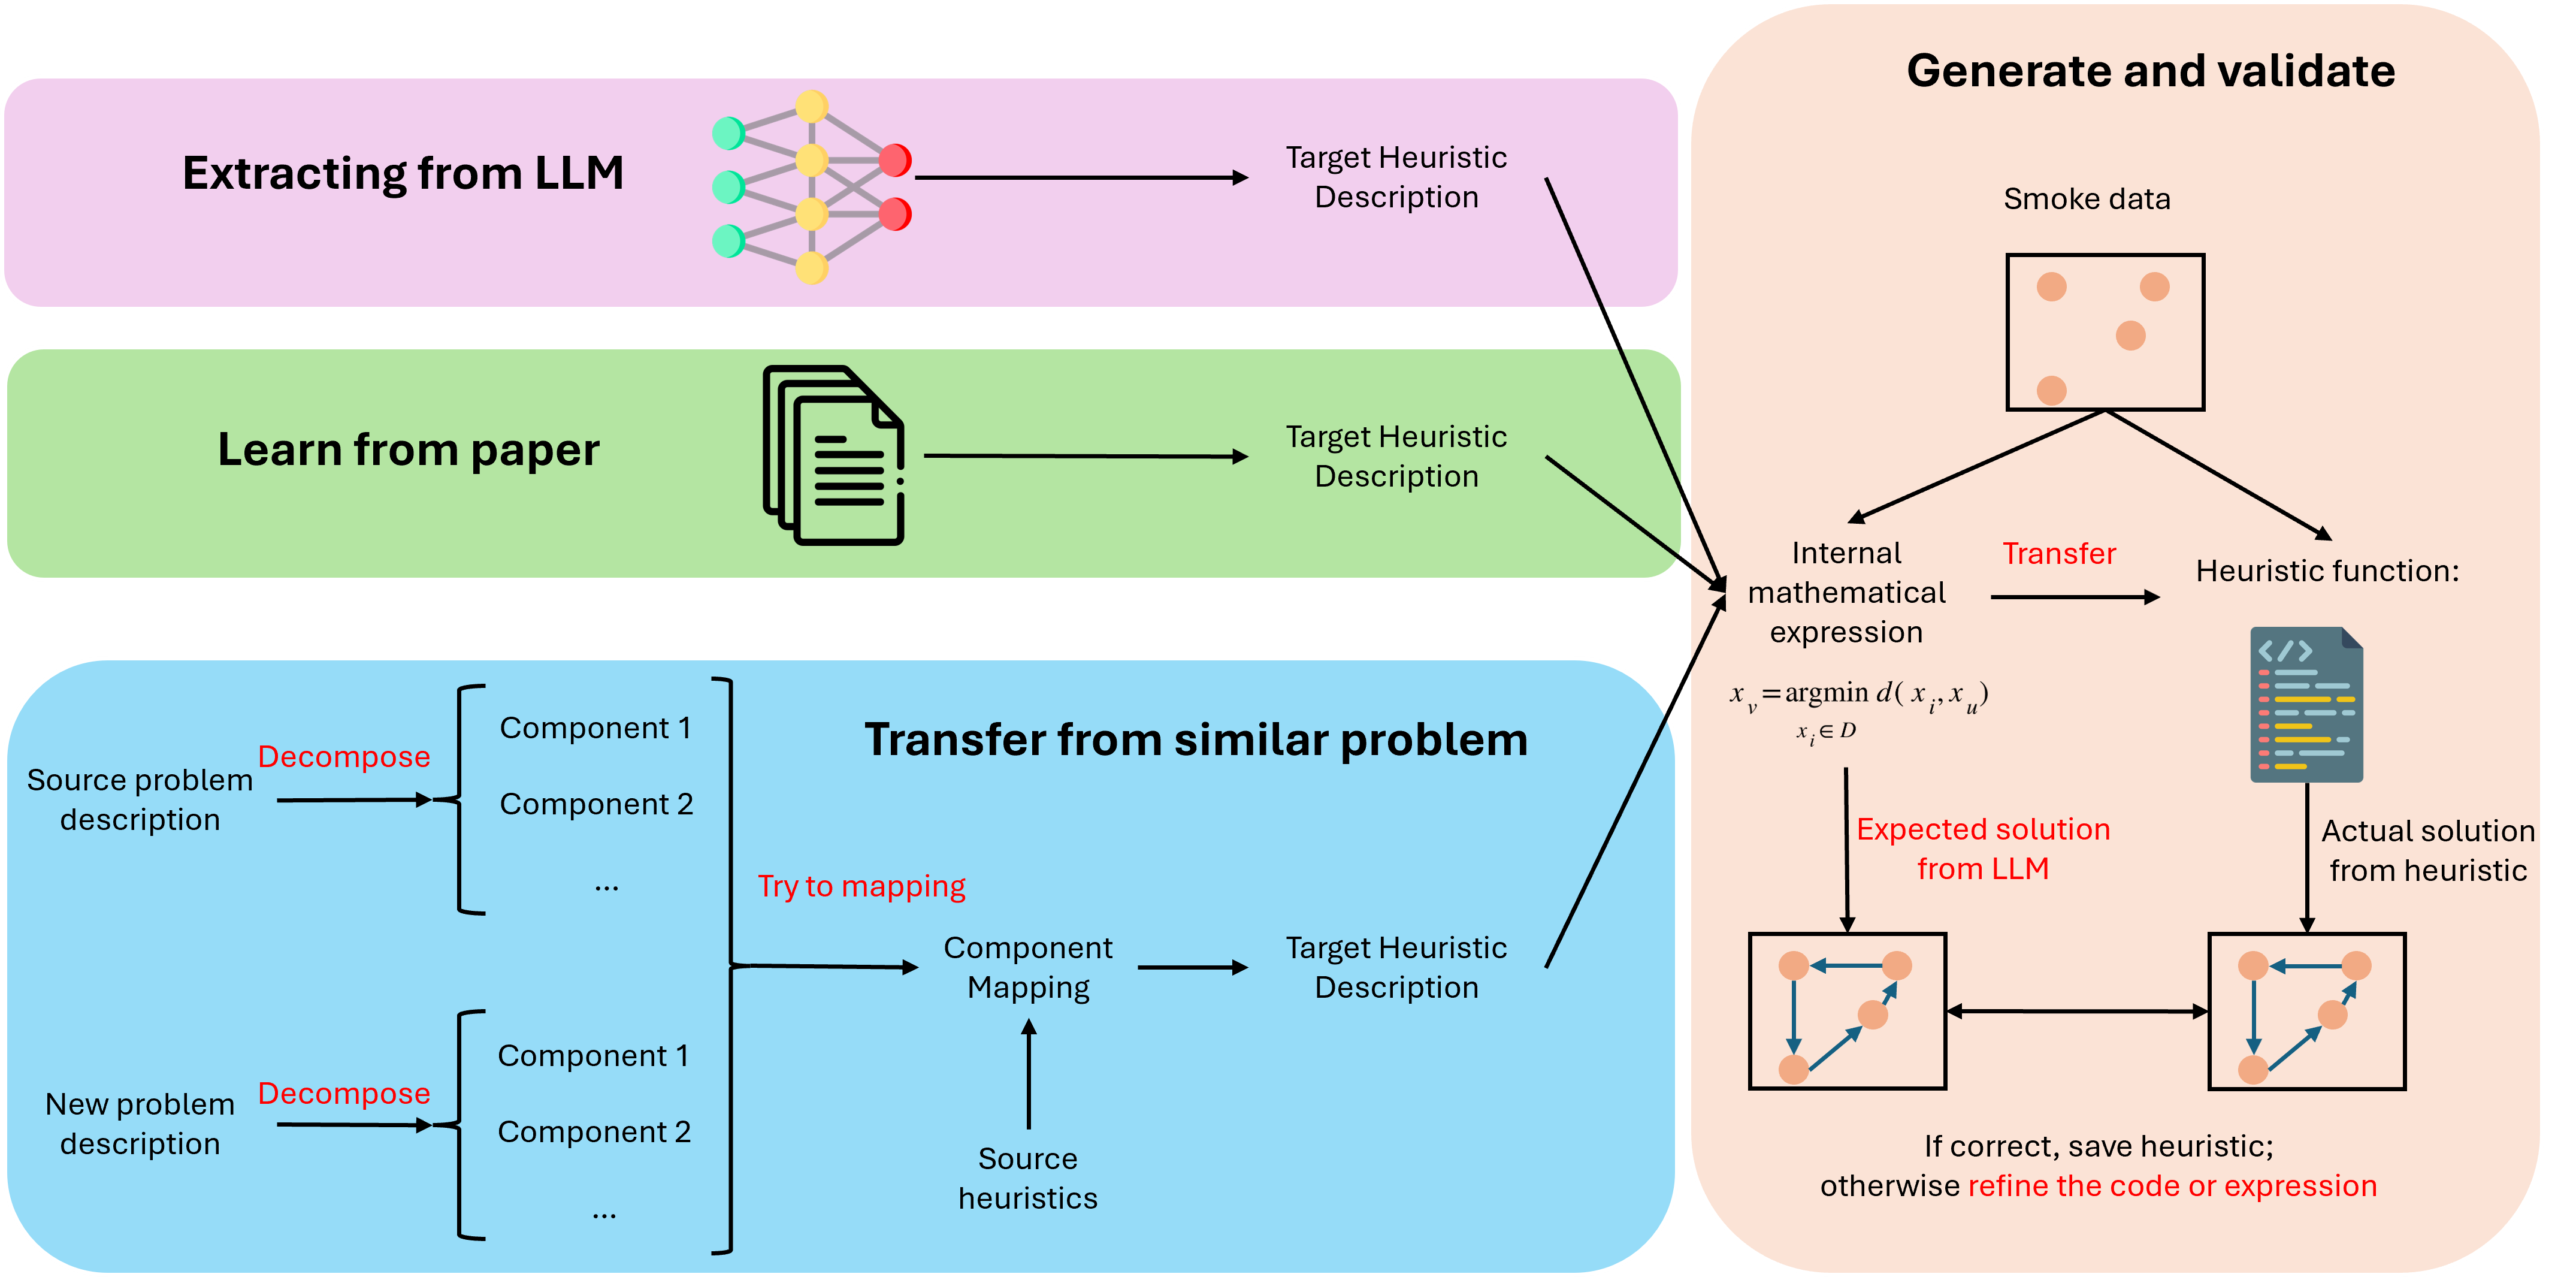 Extracting from LLM
Target Heuristic
Description
Learn from paper
Target Heuristic
Description
Transfer from similar problem
Source problem
description
Decompose
Component 1
Component 2
...
New problem
description
Decompose
Component 1
Component 2
...
Try to mapping
Component
Mapping
Source
heuristics
Target Heuristic
Description
Generate and validate
Smoke data
Internal
mathematical
expression
Transfer
Heuristic function:
x_v = argmin d(x_i, x_u)
x_i ∈ D
</>
Expected solution
from LLM
Actual solution
from heuristic
If correct, save heuristic;
otherwise refine the code or expression